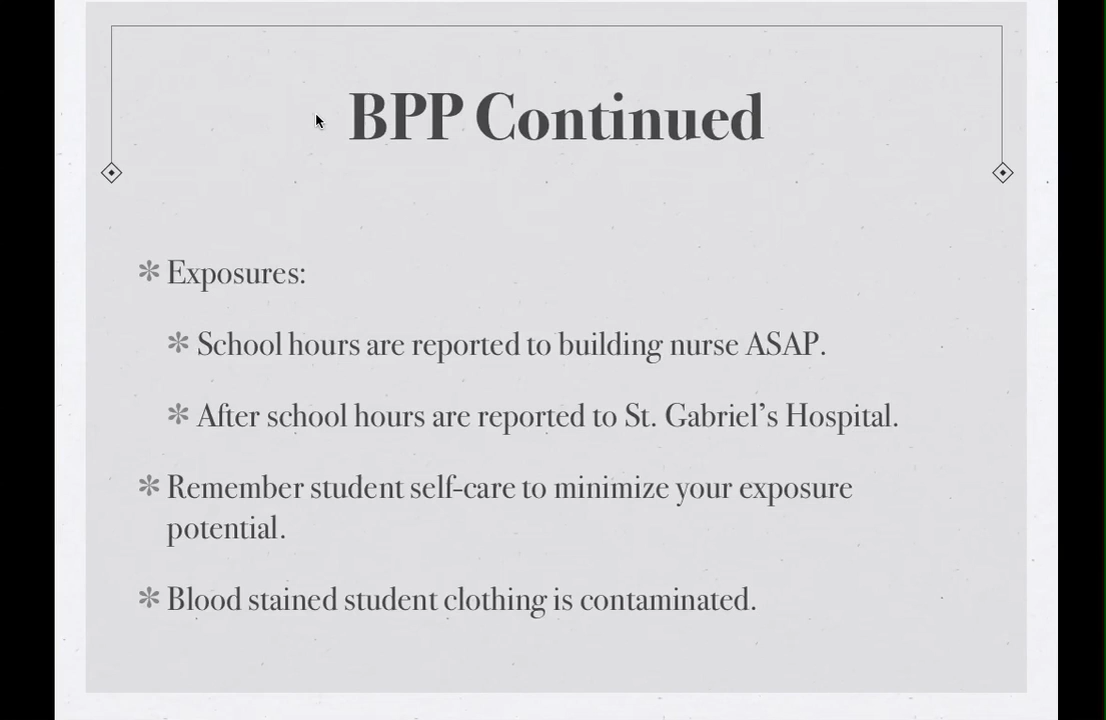 BPP Continued
✻ Exposures:
✻ School hours are reported to building nurse ASAP.
✻ After school hours are reported to St. Gabriel’s Hospital.
✻ Remember student self-care to minimize your exposure
potential.
✻ Blood stained student clothing is contaminated.